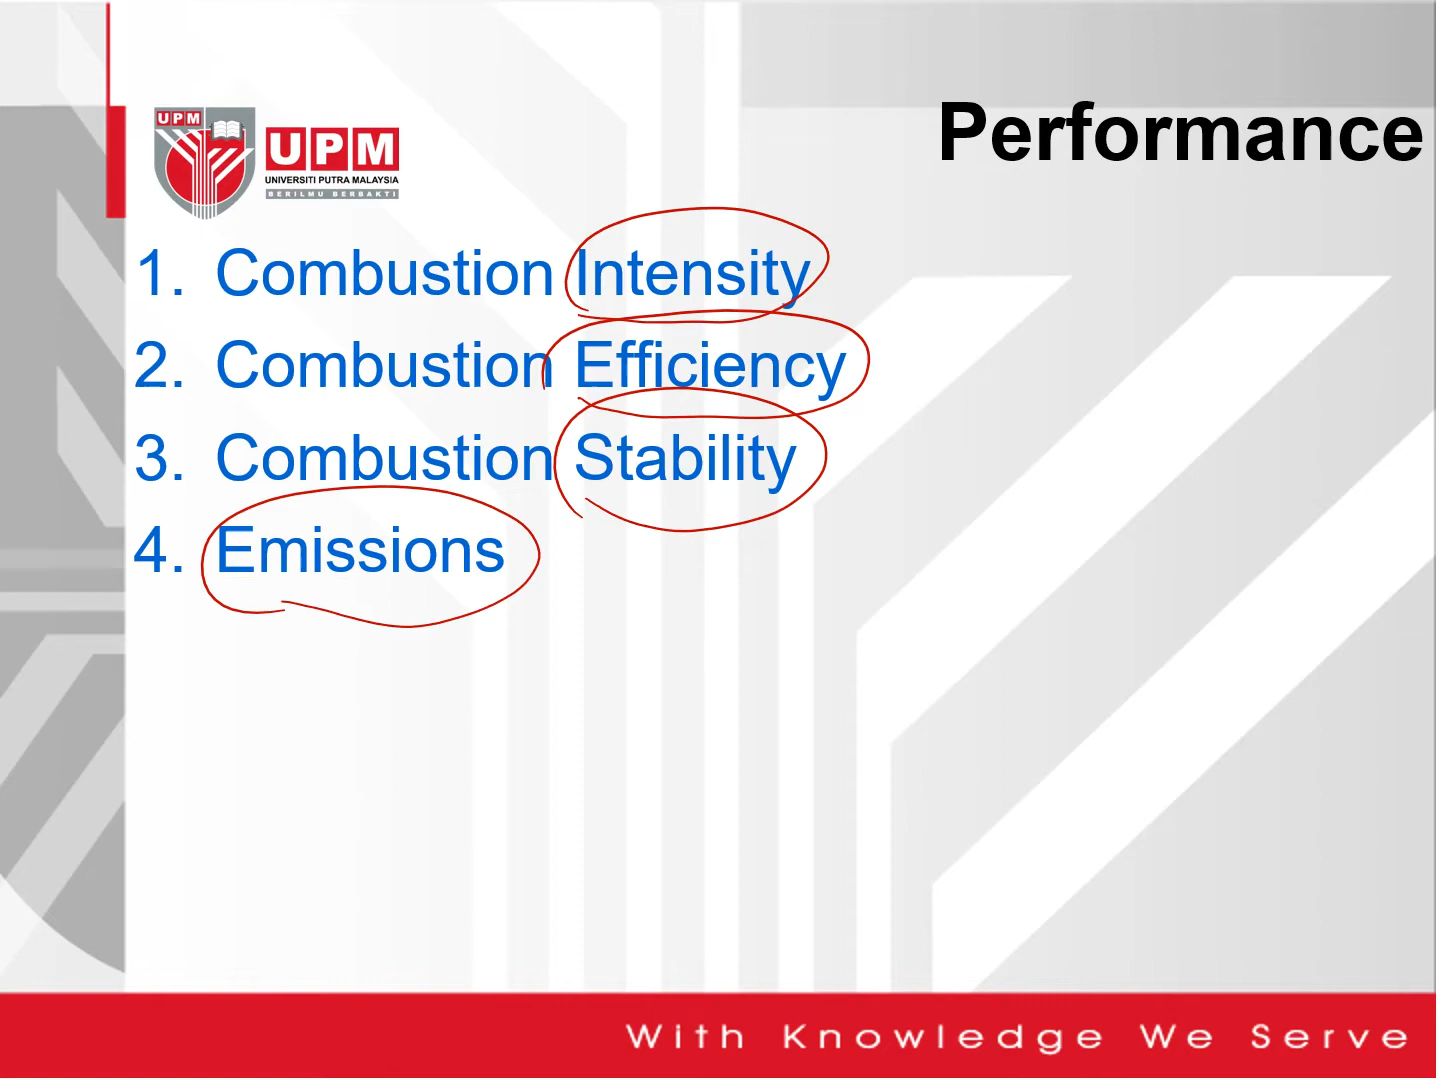 Performance
UPM
UPM
UNIVERSITI PUTRA MALAYSIA
BERILMU BERBAKTI
1. Combustion Intensity
2. Combustion Efficiency
3. Combustion Stability
4. Emissions
With Knowledge We Serve